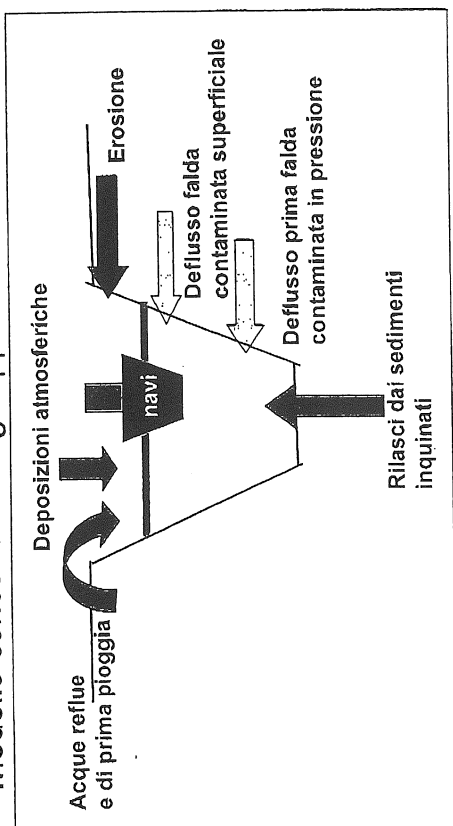 Deposizioni atmosferiche
Acque reflue
e di prima pioggia
navi
Erosione
Deflusso falda
contaminata superficiale
Deflusso prima falda
contaminata in pressione
Rilasci dai sedimenti
inquinati